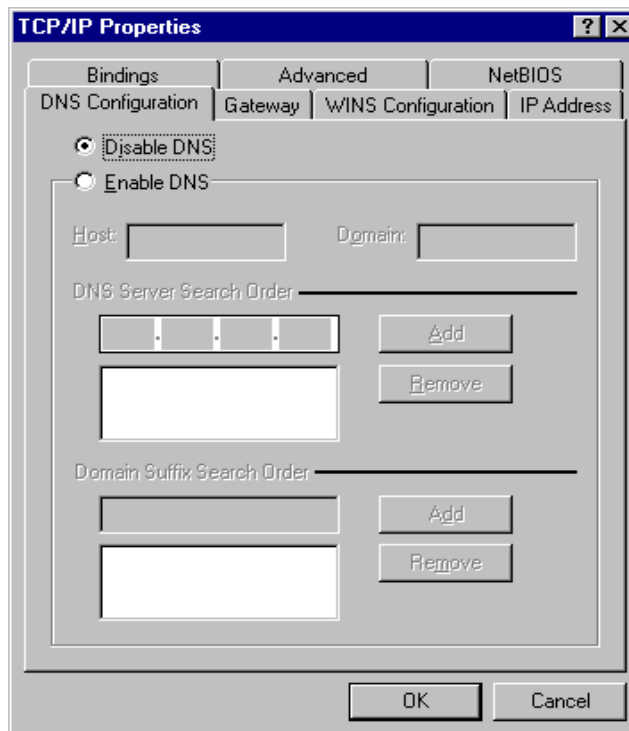 TCP/IP Properties
Bindings Advanced NetBIOS
DNS Configuration Gateway WINS Configuration IP Address
Disable DNS
Enable DNS
Host: Domain:
DNS Server Search Order
. . .
Add
Remove
Domain Suffix Search Order
Add
Remove
OK Cancel